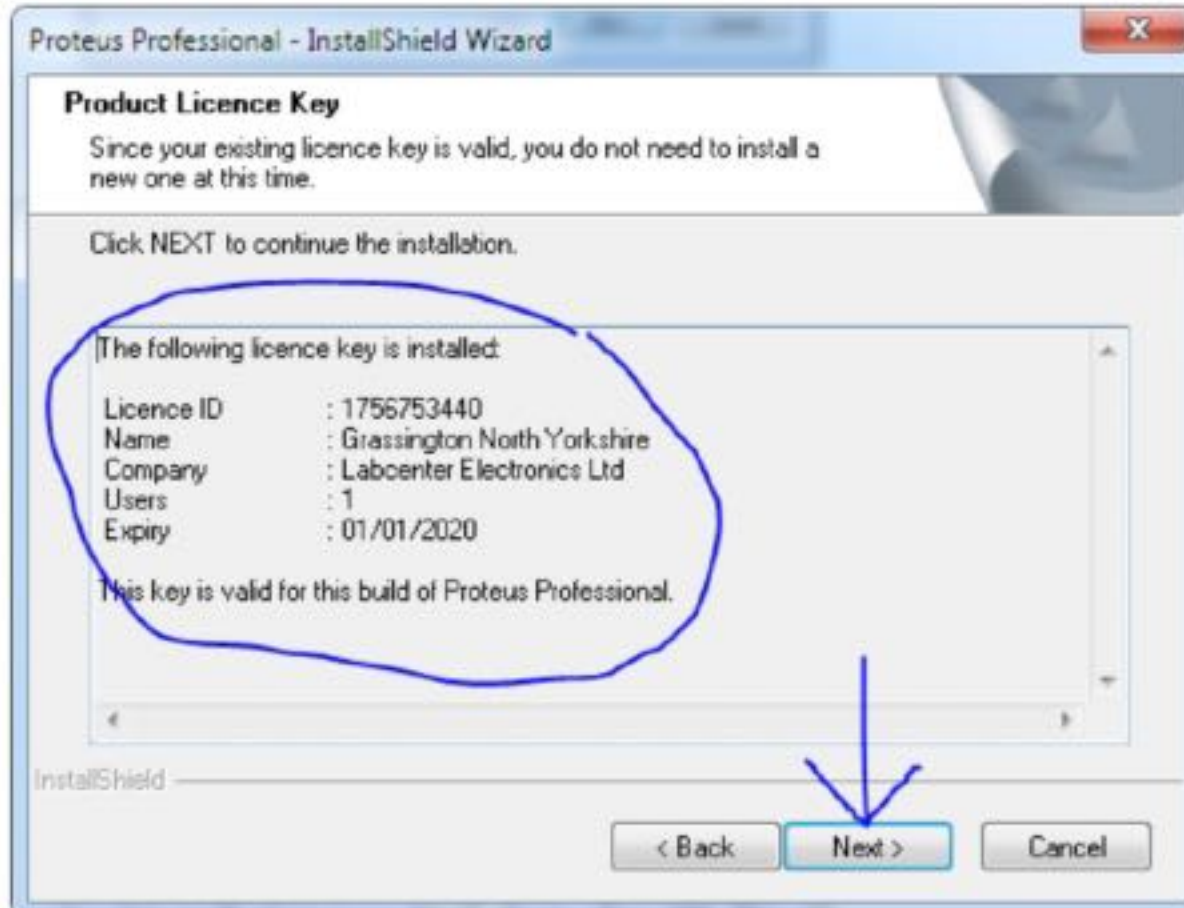 Proteus Professional - InstallShield Wizard
Product Licence Key
Since your existing licence key is valid, you do not need to install a
new one at this time.
Click NEXT to continue the installation.
The following licence key is installed:
Licence ID : 1756753440
Name : Grassington North Yorkshire
Company : Labcenter Electronics Ltd
Users : 1
Expiry : 01/01/2020
This key is valid for this build of Proteus Professional.
InstallShield
< Back Next > Cancel